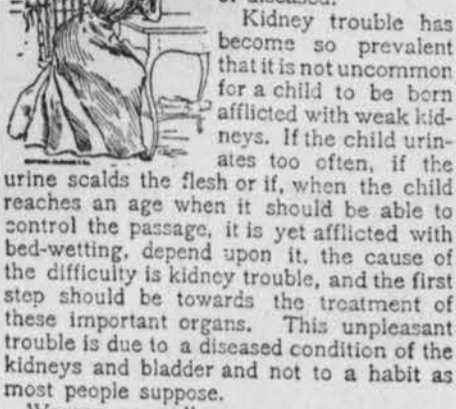 or diseased.
Kidney trouble has
become so prevalent
that it is not uncommon
for a child to be born
afflicted with weak kid-
neys. If the child urin-
ates too often, if the
urine scalds the flesh or if, when the child
reaches an age when it should be able to
control the passage, it is yet afflicted with
bed-wetting, depend upon it, the cause of
the difficulty is kidney trouble, and the first
step should be towards the treatment of
these important organs. This unpleasant
trouble is due to a diseased condition of the
kidneys and bladder and not to a habit as
most people suppose.